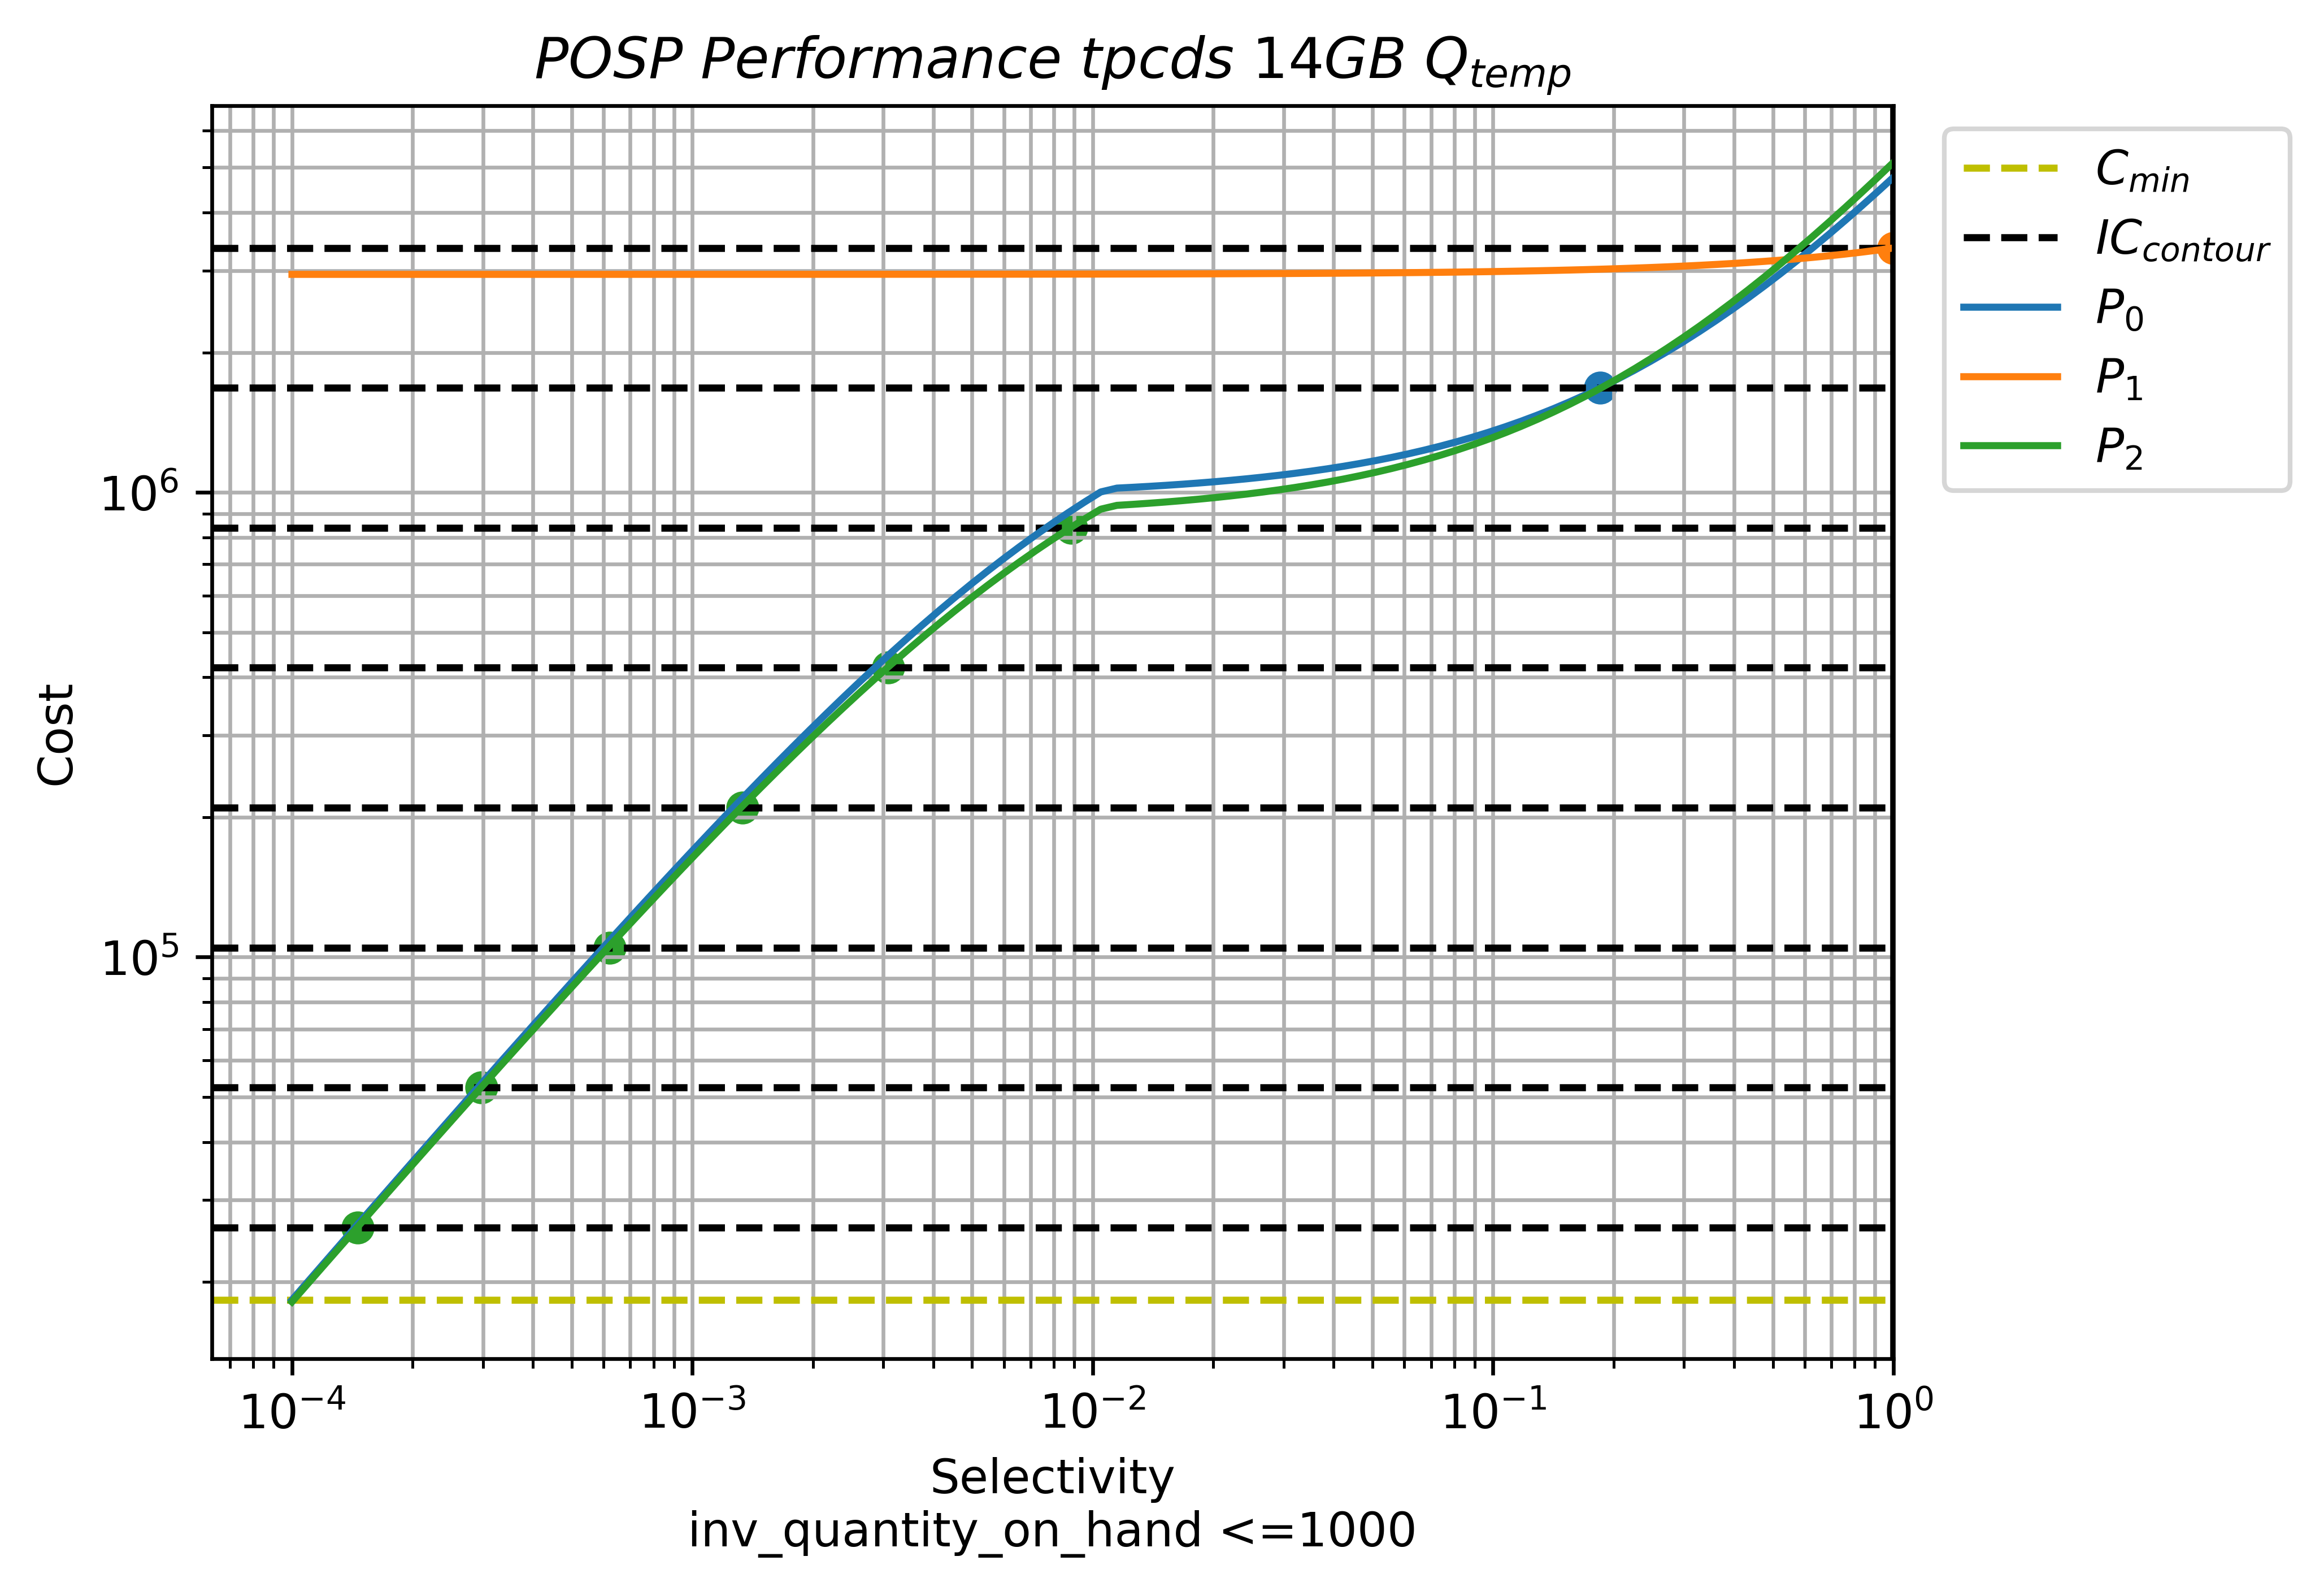 POSP Performance tpcds 14GB Q_temp
C_min
IC_contour
P_0
P_1
P_2
10^6
10^5
Cost
10^-4 10^-3 10^-2 10^-1 10^0
Selectivity
inv_quantity_on_hand <=1000